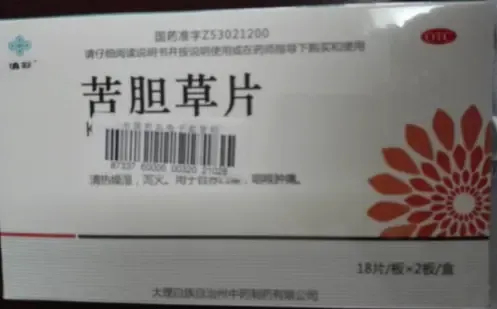 国药准字Z53021200
请仔细阅读说明书并按说明使用或在药师指导下购买和使用
OTC
苦胆草片
清热燥湿，泻火。用于
咽喉肿痛。
18片/板×2板/盒
大理白族自治州中药制药有限公司